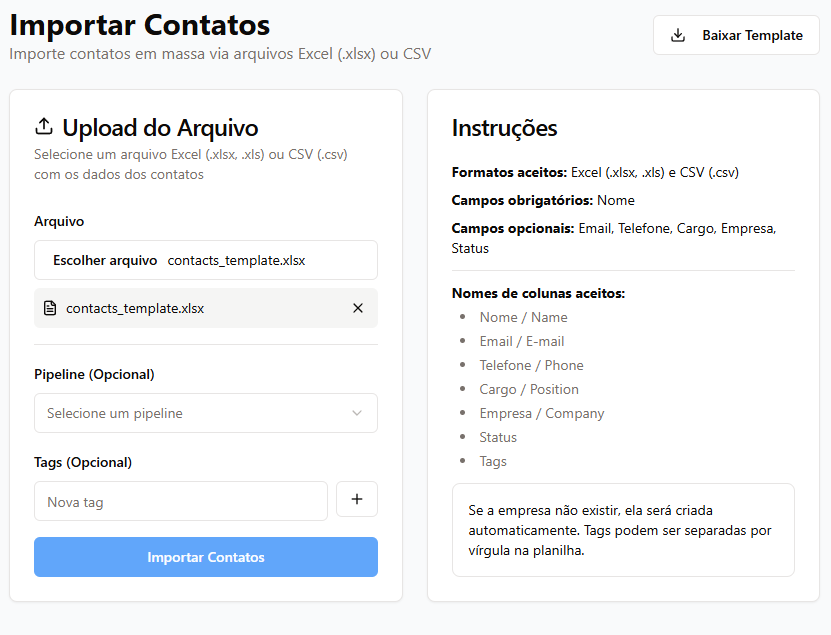 Importar Contatos
Importe contatos em massa via arquivos Excel (.xlsx) ou CSV
Baixar Template
Upload do Arquivo
Selecione um arquivo Excel (.xlsx, .xls) ou CSV (.csv)
com os dados dos contatos
Arquivo
Escolher arquivo contacts_template.xlsx
contacts_template.xlsx
Pipeline (Opcional)
Selecione um pipeline
Tags (Opcional)
Nova tag
Importar Contatos
Instruções
Formatos aceitos: Excel (.xlsx, .xls) e CSV (.csv)
Campos obrigatórios: Nome
Campos opcionais: Email, Telefone, Cargo, Empresa,
Status
Nomes de colunas aceitos:
Nome / Name
Email / E-mail
Telefone / Phone
Cargo / Position
Empresa / Company
Status
Tags
Se a empresa não existir, ela será criada
automaticamente. Tags podem ser separadas por
vírgula na planilha.